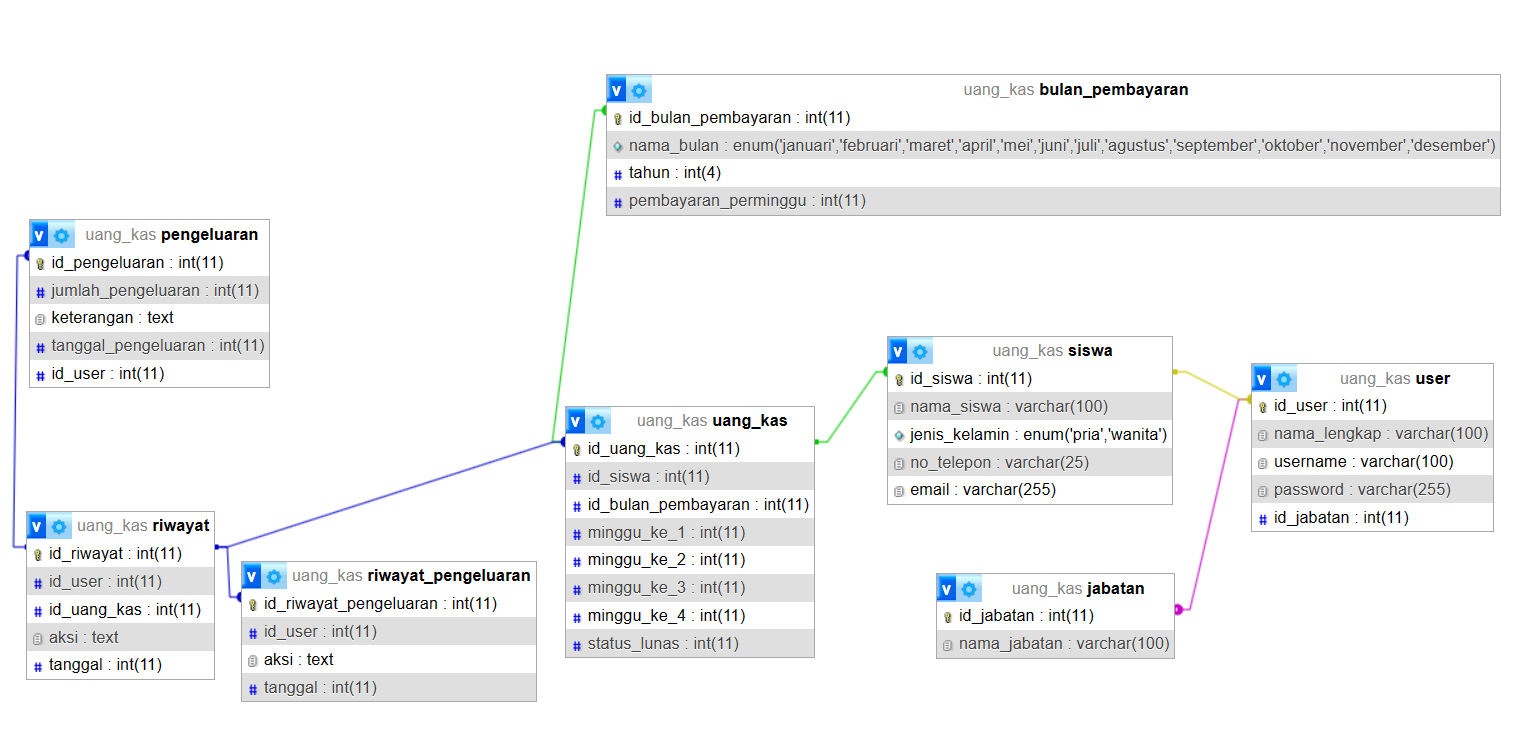 uang_kas bulan_pembayaran
id_bulan_pembayaran : int(11)
nama_bulan : enum('januari','februari','maret','april','mei','juni','juli','agustus','september','oktober','november','desember')
# tahun : int(4)
# pembayaran_perminggu : int(11)
v uang_kas pengeluaran
id_pengeluaran : int(11)
# jumlah_pengeluaran : int(11)
keterangan : text
# tanggal_pengeluaran : int(11)
# id_user : int(11)
v uang_kas siswa
id_siswa : int(11)
nama_siswa : varchar(100)
jenis_kelamin : enum('pria','wanita')
no_telepon : varchar(25)
email : varchar(255)
v uang_kas user
id_user : int(11)
nama_lengkap : varchar(100)
username : varchar(100)
password : varchar(255)
# id_jabatan : int(11)
v uang_kas uang_kas
id_uang_kas : int(11)
# id_siswa : int(11)
# id_bulan_pembayaran : int(11)
# minggu_ke_1 : int(11)
# minggu_ke_2 : int(11)
# minggu_ke_3 : int(11)
# minggu_ke_4 : int(11)
# status_lunas : int(11)
v uang_kas riwayat
id_riwayat : int(11)
# id_user : int(11)
# id_uang_kas : int(11)
aksi : text
# tanggal : int(11)
v uang_kas riwayat_pengeluaran
id_riwayat_pengeluaran : int(11)
# id_user : int(11)
aksi : text
# tanggal : int(11)
v uang_kas jabatan
id_jabatan : int(11)
nama_jabatan : varchar(100)